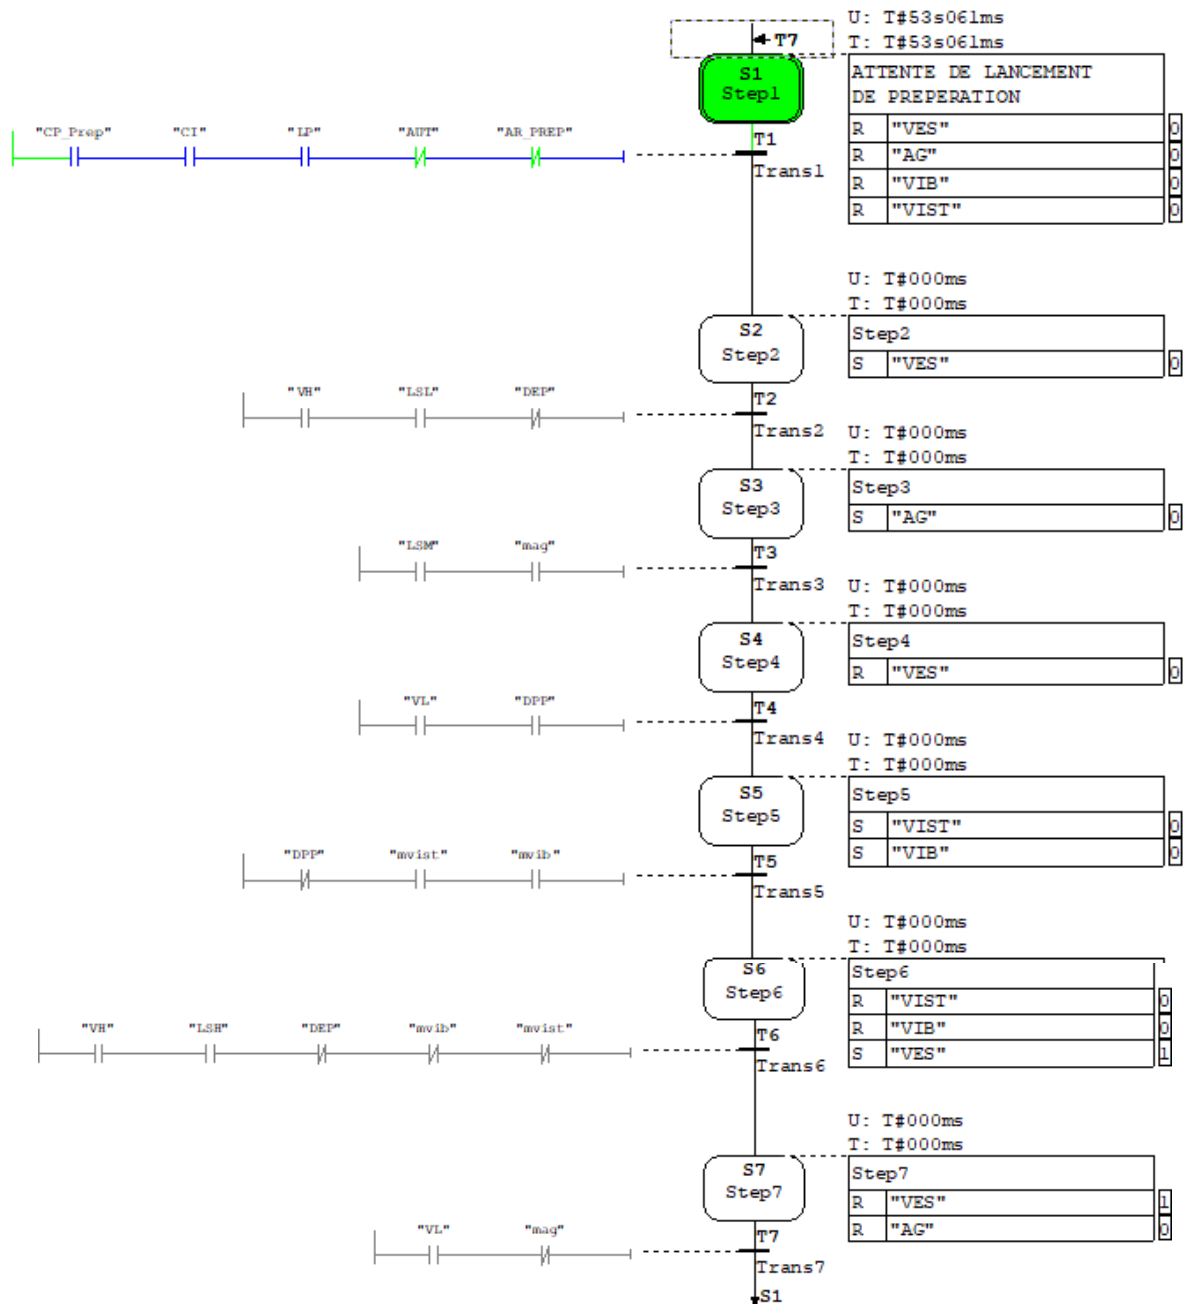 U: T#53s061ms
T7
T: T#53s061ms
S1
Step1
ATTENTE DE LANCEMENT
DE PREPERATION
R "VES" 0
R "AG" 0
R "VIB" 0
R "VIST" 0
"CP_Prep" "CI" "LP" "AUT" "AR_PREP"
T1
Trans1
U: T#000ms
T: T#000ms
S2
Step2
Step2
S "VES" 0
"VH" "LSL" "DEP"
T2
Trans2
U: T#000ms
T: T#000ms
S3
Step3
Step3
S "AG" 0
"LSM" "mag"
T3
Trans3
U: T#000ms
T: T#000ms
S4
Step4
Step4
R "VES" 0
"VL" "DPP"
T4
Trans4
U: T#000ms
T: T#000ms
S5
Step5
Step5
S "VIST" 0
S "VIB" 0
"DPP" "mvist" "mvib"
T5
Trans5
U: T#000ms
T: T#000ms
S6
Step6
Step6
R "VIST" 0
R "VIB" 0
S "VES" 1
"VH" "LSH" "DEP" "mvib" "mvist"
T6
Trans6
U: T#000ms
T: T#000ms
S7
Step7
Step7
R "VES" 1
R "AG" 0
"VL" "mag"
T7
Trans7
S1